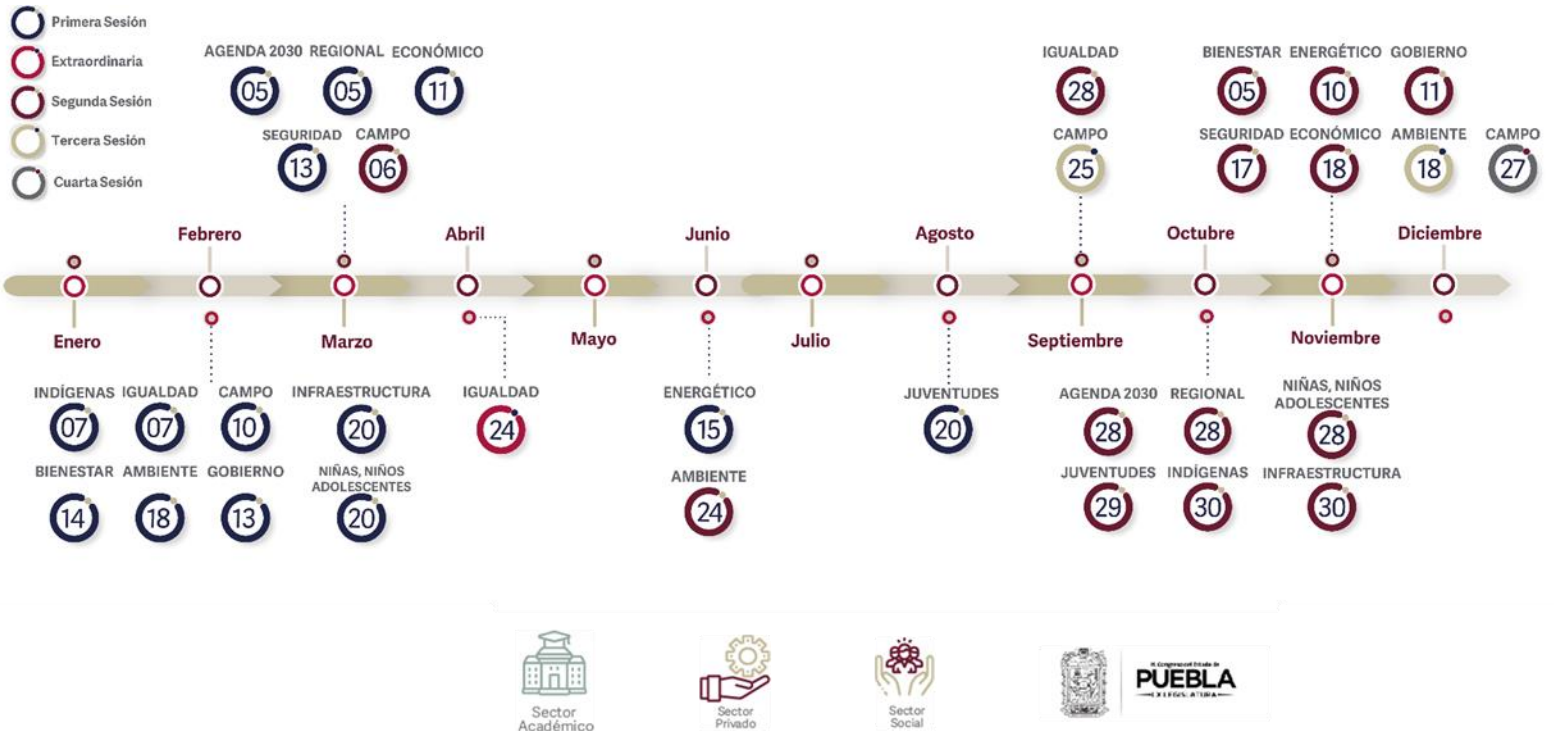 Primera Sesión
Extraordinaria
Segunda Sesión
Tercera Sesión
Cuarta Sesión
AGENDA 2030 REGIONAL ECONÓMICO
05 05 11
SEGURIDAD CAMPO
13 06
IGUALDAD
28
CAMPO
25
BIENESTAR ENERGÉTICO GOBIERNO
05 10 11
SEGURIDAD ECONÓMICO AMBIENTE CAMPO
17 18 18 27
Febrero Abril Junio Agosto Octubre Diciembre
Enero Marzo Mayo Julio Septiembre Noviembre
INDÍGENAS IGUALDAD CAMPO
07 07 10
BIENESTAR AMBIENTE GOBIERNO
14 18 13
INFRAESTRUCTURA
20
NIÑAS, NIÑOS
ADOLESCENTES
20
IGUALDAD
24
ENERGÉTICO
15
AMBIENTE
24
JUVENTUDES
20
AGENDA 2030 REGIONAL
28 28
JUVENTUDES INDÍGENAS
29 30
NIÑAS, NIÑOS
ADOLESCENTES
28
INFRAESTRUCTURA
30
Sector
Académico
Sector
Privado
Sector
Social
H. Congreso del Estado de
PUEBLA
LEGISLATURA